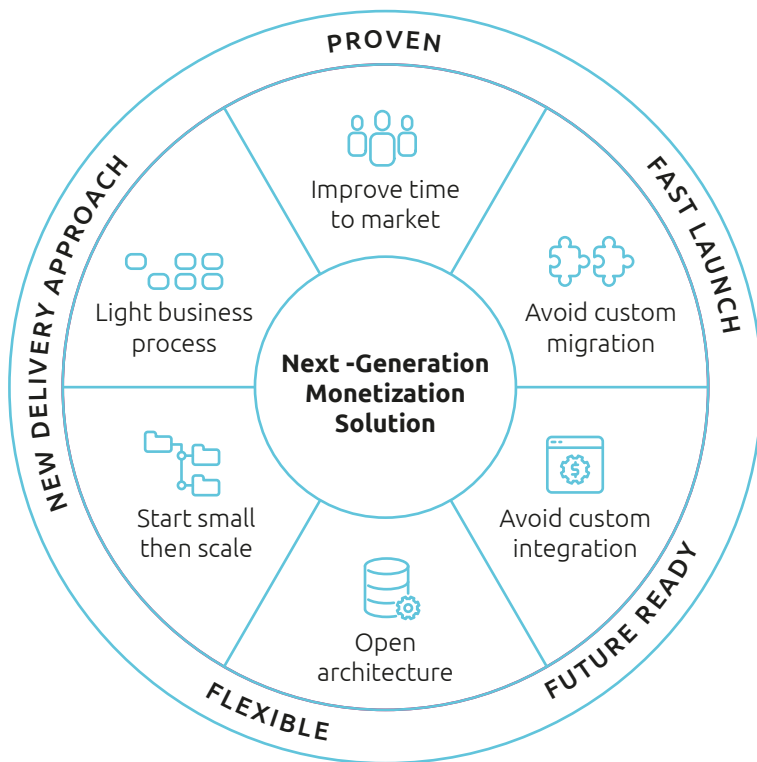 PROVEN
FAST LAUNCH
FUTURE READY
FLEXIBLE
NEW DELIVERY APPROACH
Improve time
to market
Avoid custom
migration
Avoid custom
integration
Open
architecture
Start small
then scale
Light business
process
Next -Generation
Monetization
Solution